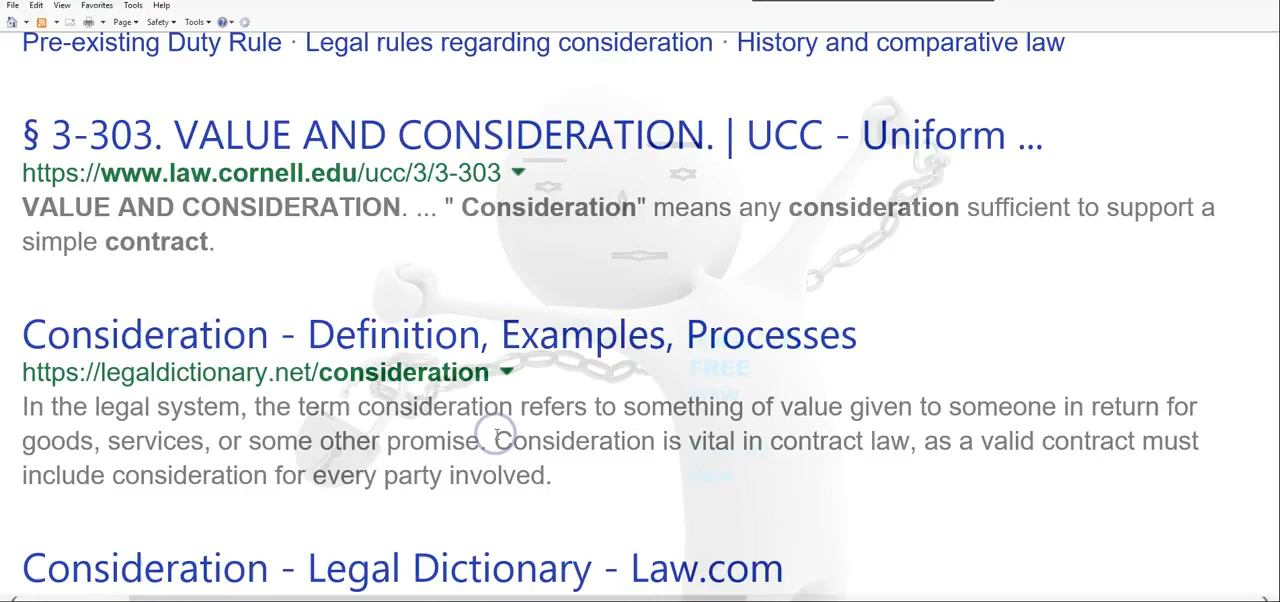 File Edit View Favorites Tools Help
Page Safety Tools
Pre-existing Duty Rule · Legal rules regarding consideration · History and comparative law
§ 3-303. VALUE AND CONSIDERATION. | UCC - Uniform ...
https://www.law.cornell.edu/ucc/3/3-303
VALUE AND CONSIDERATION. ... " Consideration" means any consideration sufficient to support a
simple contract.
Consideration - Definition, Examples, Processes
https://legaldictionary.net/consideration
FREE
In the legal system, the term consideration refers to something of value given to someone in return for
goods, services, or some other promise. Consideration is vital in contract law, as a valid contract must
include consideration for every party involved.
Consideration - Legal Dictionary - Law.com